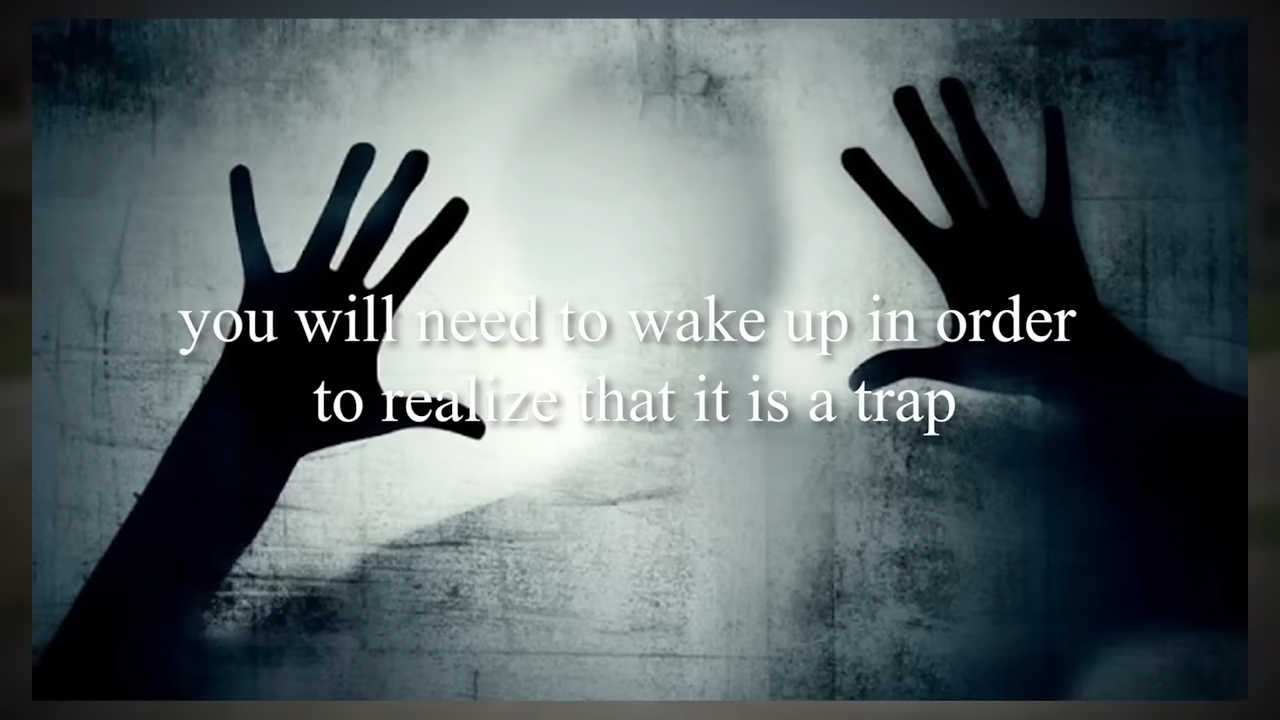 you will need to wake up in order
to realize that it is a trap